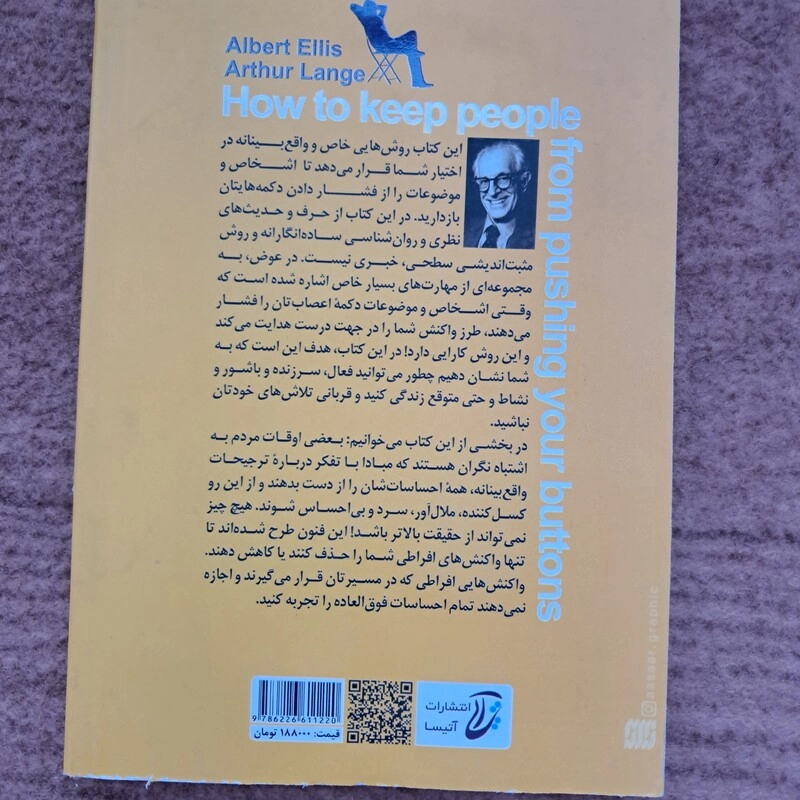 Albert Ellis
Arthur Lange
How to keep people
from pushing your buttons
این کتاب روش‌هایی خاص و واقع‌بینانه در
اختیار شما قرار می‌دهد تا اشخاص و
موضوعات را از فشار دادن دکمه‌هایتان
بازدارید. در این کتاب از حرف و حدیث‌های
نظری و روان‌شناسی ساده‌انگارانه و روش
مثبت‌اندیشی سطحی، خبری نیست. در عوض، به
مجموعه‌ای از مهارت‌های بسیار خاص اشاره شده است که
وقتی اشخاص و موضوعات دکمهٔ اعصاب‌تان را فشار
می‌دهند، طرز واکنش شما را در جهت درست هدایت می‌کند
و این روش کارایی دارد! در این کتاب، هدف این است که به
شما نشان دهیم چطور می‌توانید فعال، سرزنده و باشور و
نشاط و حتی متوقع زندگی کنید و قربانی تلاش‌های خودتان
نباشید.
در بخشی از این کتاب می‌خوانیم: بعضی اوقات مردم به
اشتباه نگران هستند که مبادا با تفکر دربارهٔ ترجیحات
واقع‌بینانه، همهٔ احساسات‌شان را از دست بدهند و از این رو
کسل‌کننده، ملال‌آور، سرد و بی‌احساس شوند. هیچ چیز
نمی‌تواند از حقیقت بالاتر باشد! این فنون طرح شده‌اند تا
تنها واکنش‌های افراطی شما را حذف کنند یا کاهش دهند.
واکنش‌هایی افراطی که در مسیرتان قرار می‌گیرند و اجازه
نمی‌دهند تمام احساسات فوق‌العاده را تجربه کنید.
انتشارات
آتیسا
9 786226 611220
قیمت: ۱۸۸۰۰۰ تومان
aasaar.graphic